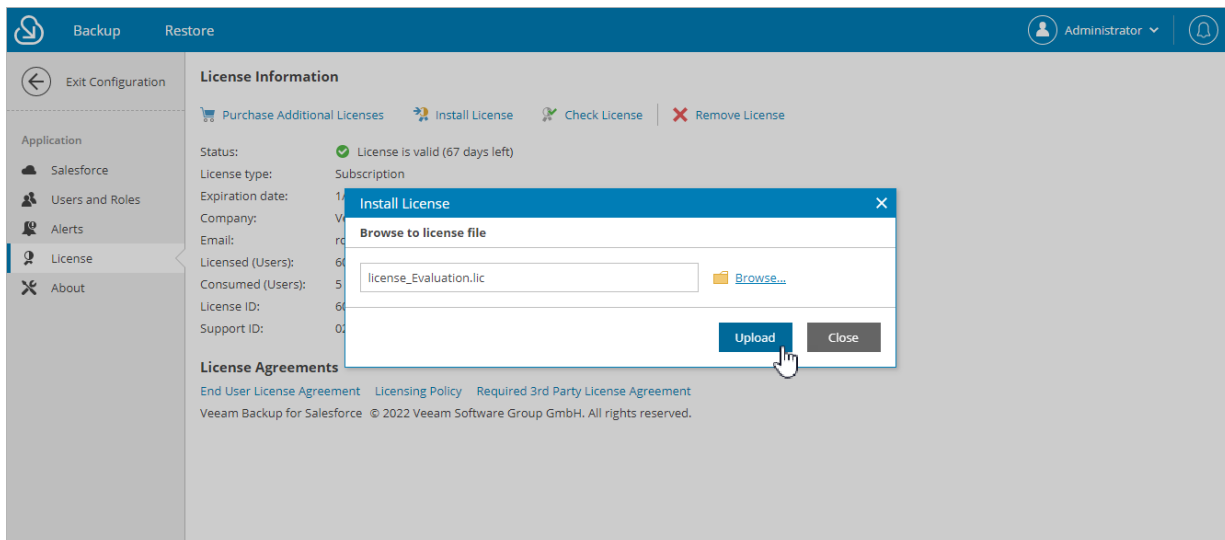 Backup Restore Administrator
Exit Configuration
Application
Salesforce
Users and Roles
Alerts
License
About
License Information
Purchase Additional Licenses Install License Check License Remove License
Status: License is valid (67 days left)
License type: Subscription
Expiration date: 1/
Company:
Email:
Licensed (Users): 60
Consumed (Users): 5
License ID:
Support ID: 02
Install License
Browse to license file
license_Evaluation.lic Browse...
Upload Close
License Agreements
End User License Agreement Licensing Policy Required 3rd Party License Agreement
Veeam Backup for Salesforce © 2022 Veeam Software Group GmbH. All rights reserved.